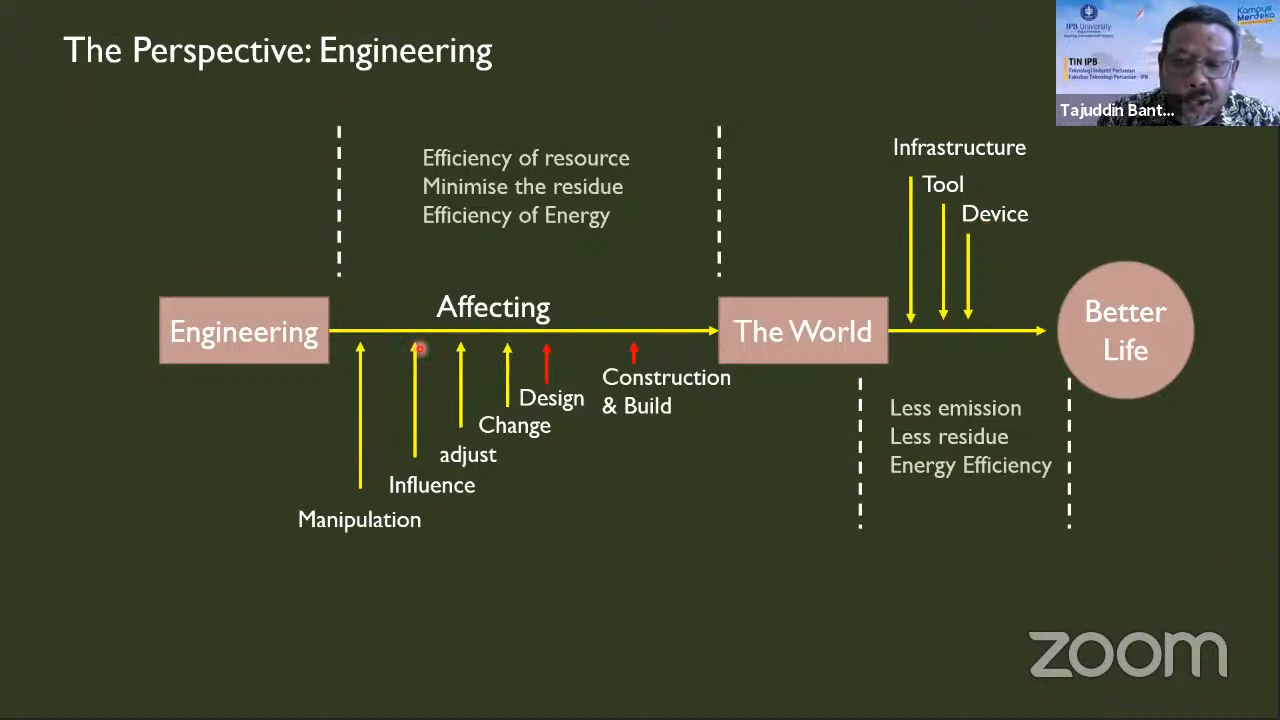 The Perspective: Engineering
IPB University
Kampus
Merdeka
TIN IPB
Teknologi Industri Pertanian
Fakultas Teknologi Pertanian - IPB
Tajuddin Bant...
Efficiency of resource
Minimise the residue
Efficiency of Energy
Infrastructure
Tool
Device
Engineering
Affecting
The World
Better
Life
Manipulation
Influence
adjust
Change
Design
Construction
& Build
Less emission
Less residue
Energy Efficiency
zoom